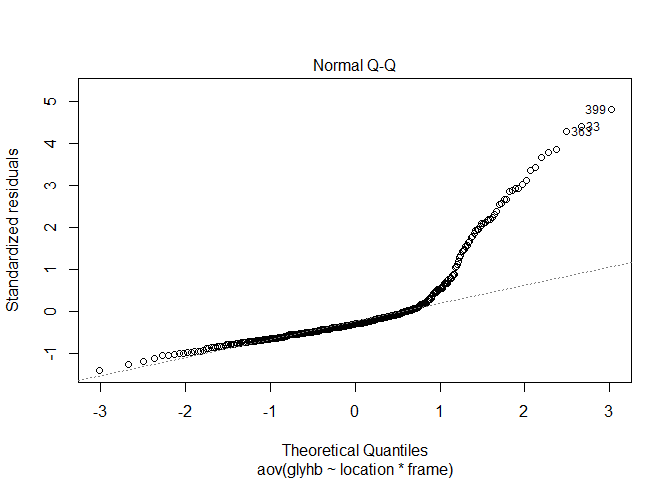 Normal Q-Q
Standardized residuals
5
4
3
2
1
0
-1
399
33
363
-3 -2 -1 0 1 2 3
Theoretical Quantiles
aov(glyhb ~ location * frame)